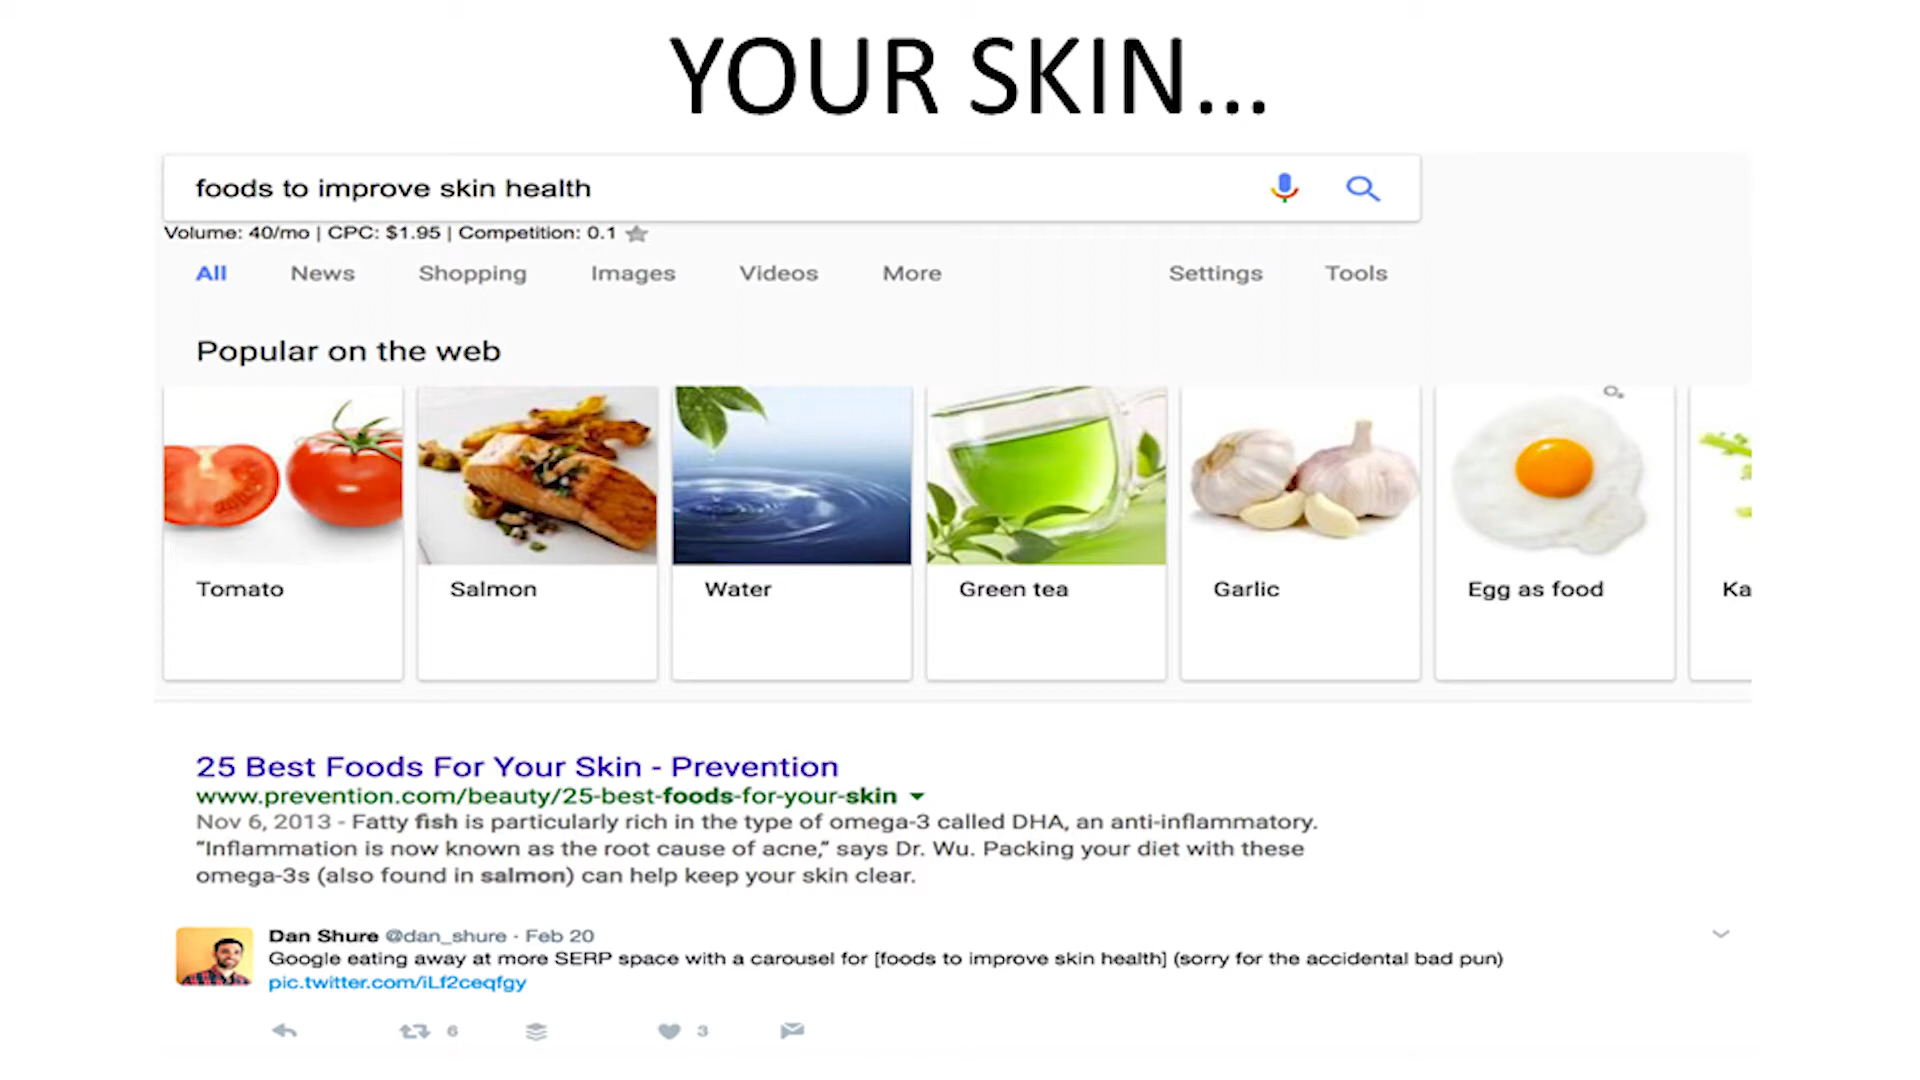 YOUR SKIN...
foods to improve skin health
Volume: 40/mo | CPC: $1.95 | Competition: 0.1
All News Shopping Images Videos More Settings Tools
Popular on the web
Tomato Salmon Water Green tea Garlic Egg as food Ka
25 Best Foods For Your Skin - Prevention
www.prevention.com/beauty/25-best-foods-for-your-skin
Nov 6, 2013 - Fatty fish is particularly rich in the type of omega-3 called DHA, an anti-inflammatory.
“Inflammation is now known as the root cause of acne,” says Dr. Wu. Packing your diet with these
omega-3s (also found in salmon) can help keep your skin clear.
Dan Shure @dan_shure · Feb 20
Google eating away at more SERP space with a carousel for [foods to improve skin health] (sorry for the accidental bad pun)
pic.twitter.com/iLf2ceqfgy
6 3